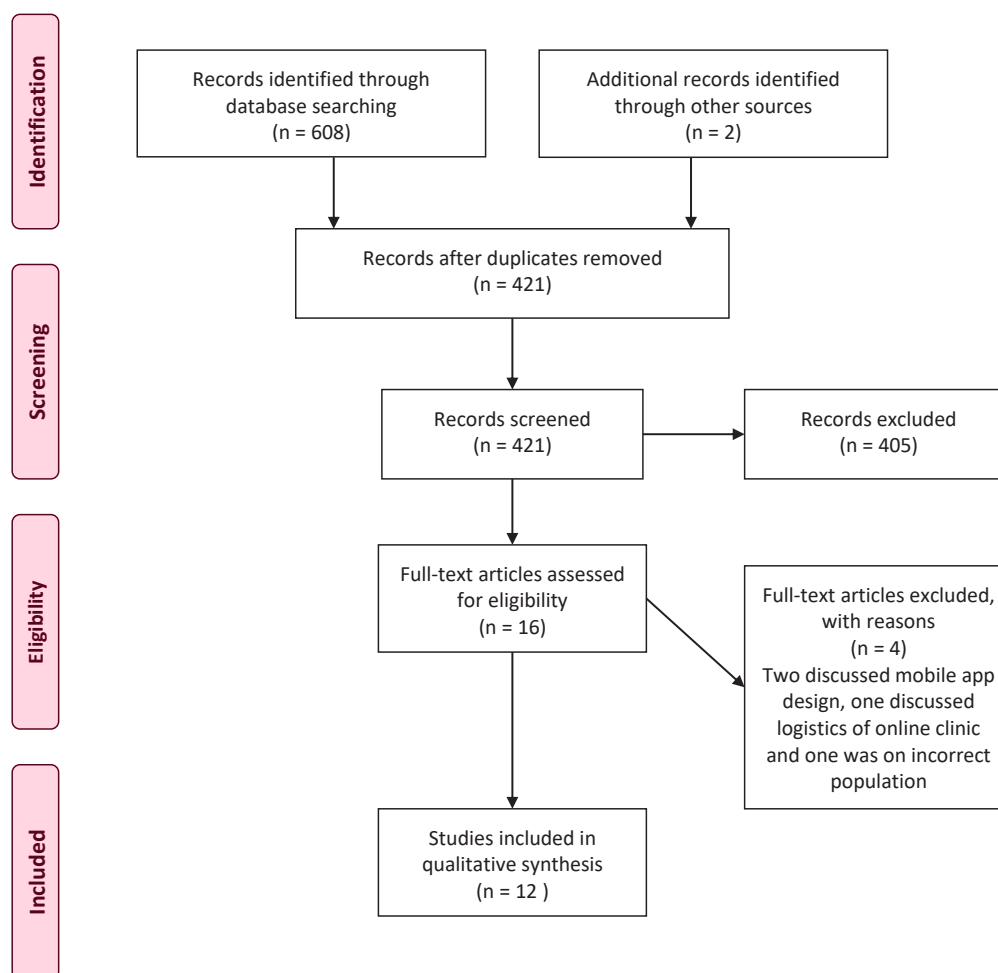 Identification
Records identified through
database searching
(n = 608)
Additional records identified
through other sources
(n = 2)
Records after duplicates removed
(n = 421)
Screening
Records screened
(n = 421)
Records excluded
(n = 405)
Eligibility
Full-text articles assessed
for eligibility
(n = 16)
Full-text articles excluded,
with reasons
(n = 4)
Two discussed mobile app
design, one discussed
logistics of online clinic
and one was on incorrect
population
Included
Studies included in
qualitative synthesis
(n = 12 )